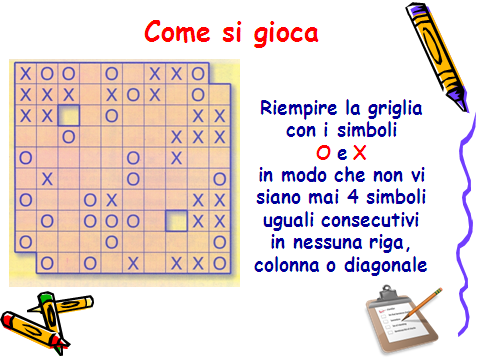 Come si gioca
X O O O X X O
X X X X O X O
X X O X X
O X X X
O O X
X O O
O O X X X
O O O O X X
O O O
O O X X X O
Riempire la griglia
con i simboli
O e X
in modo che non vi
siano mai 4 simboli
uguali consecutivi
in nessuna riga,
colonna o diagonale